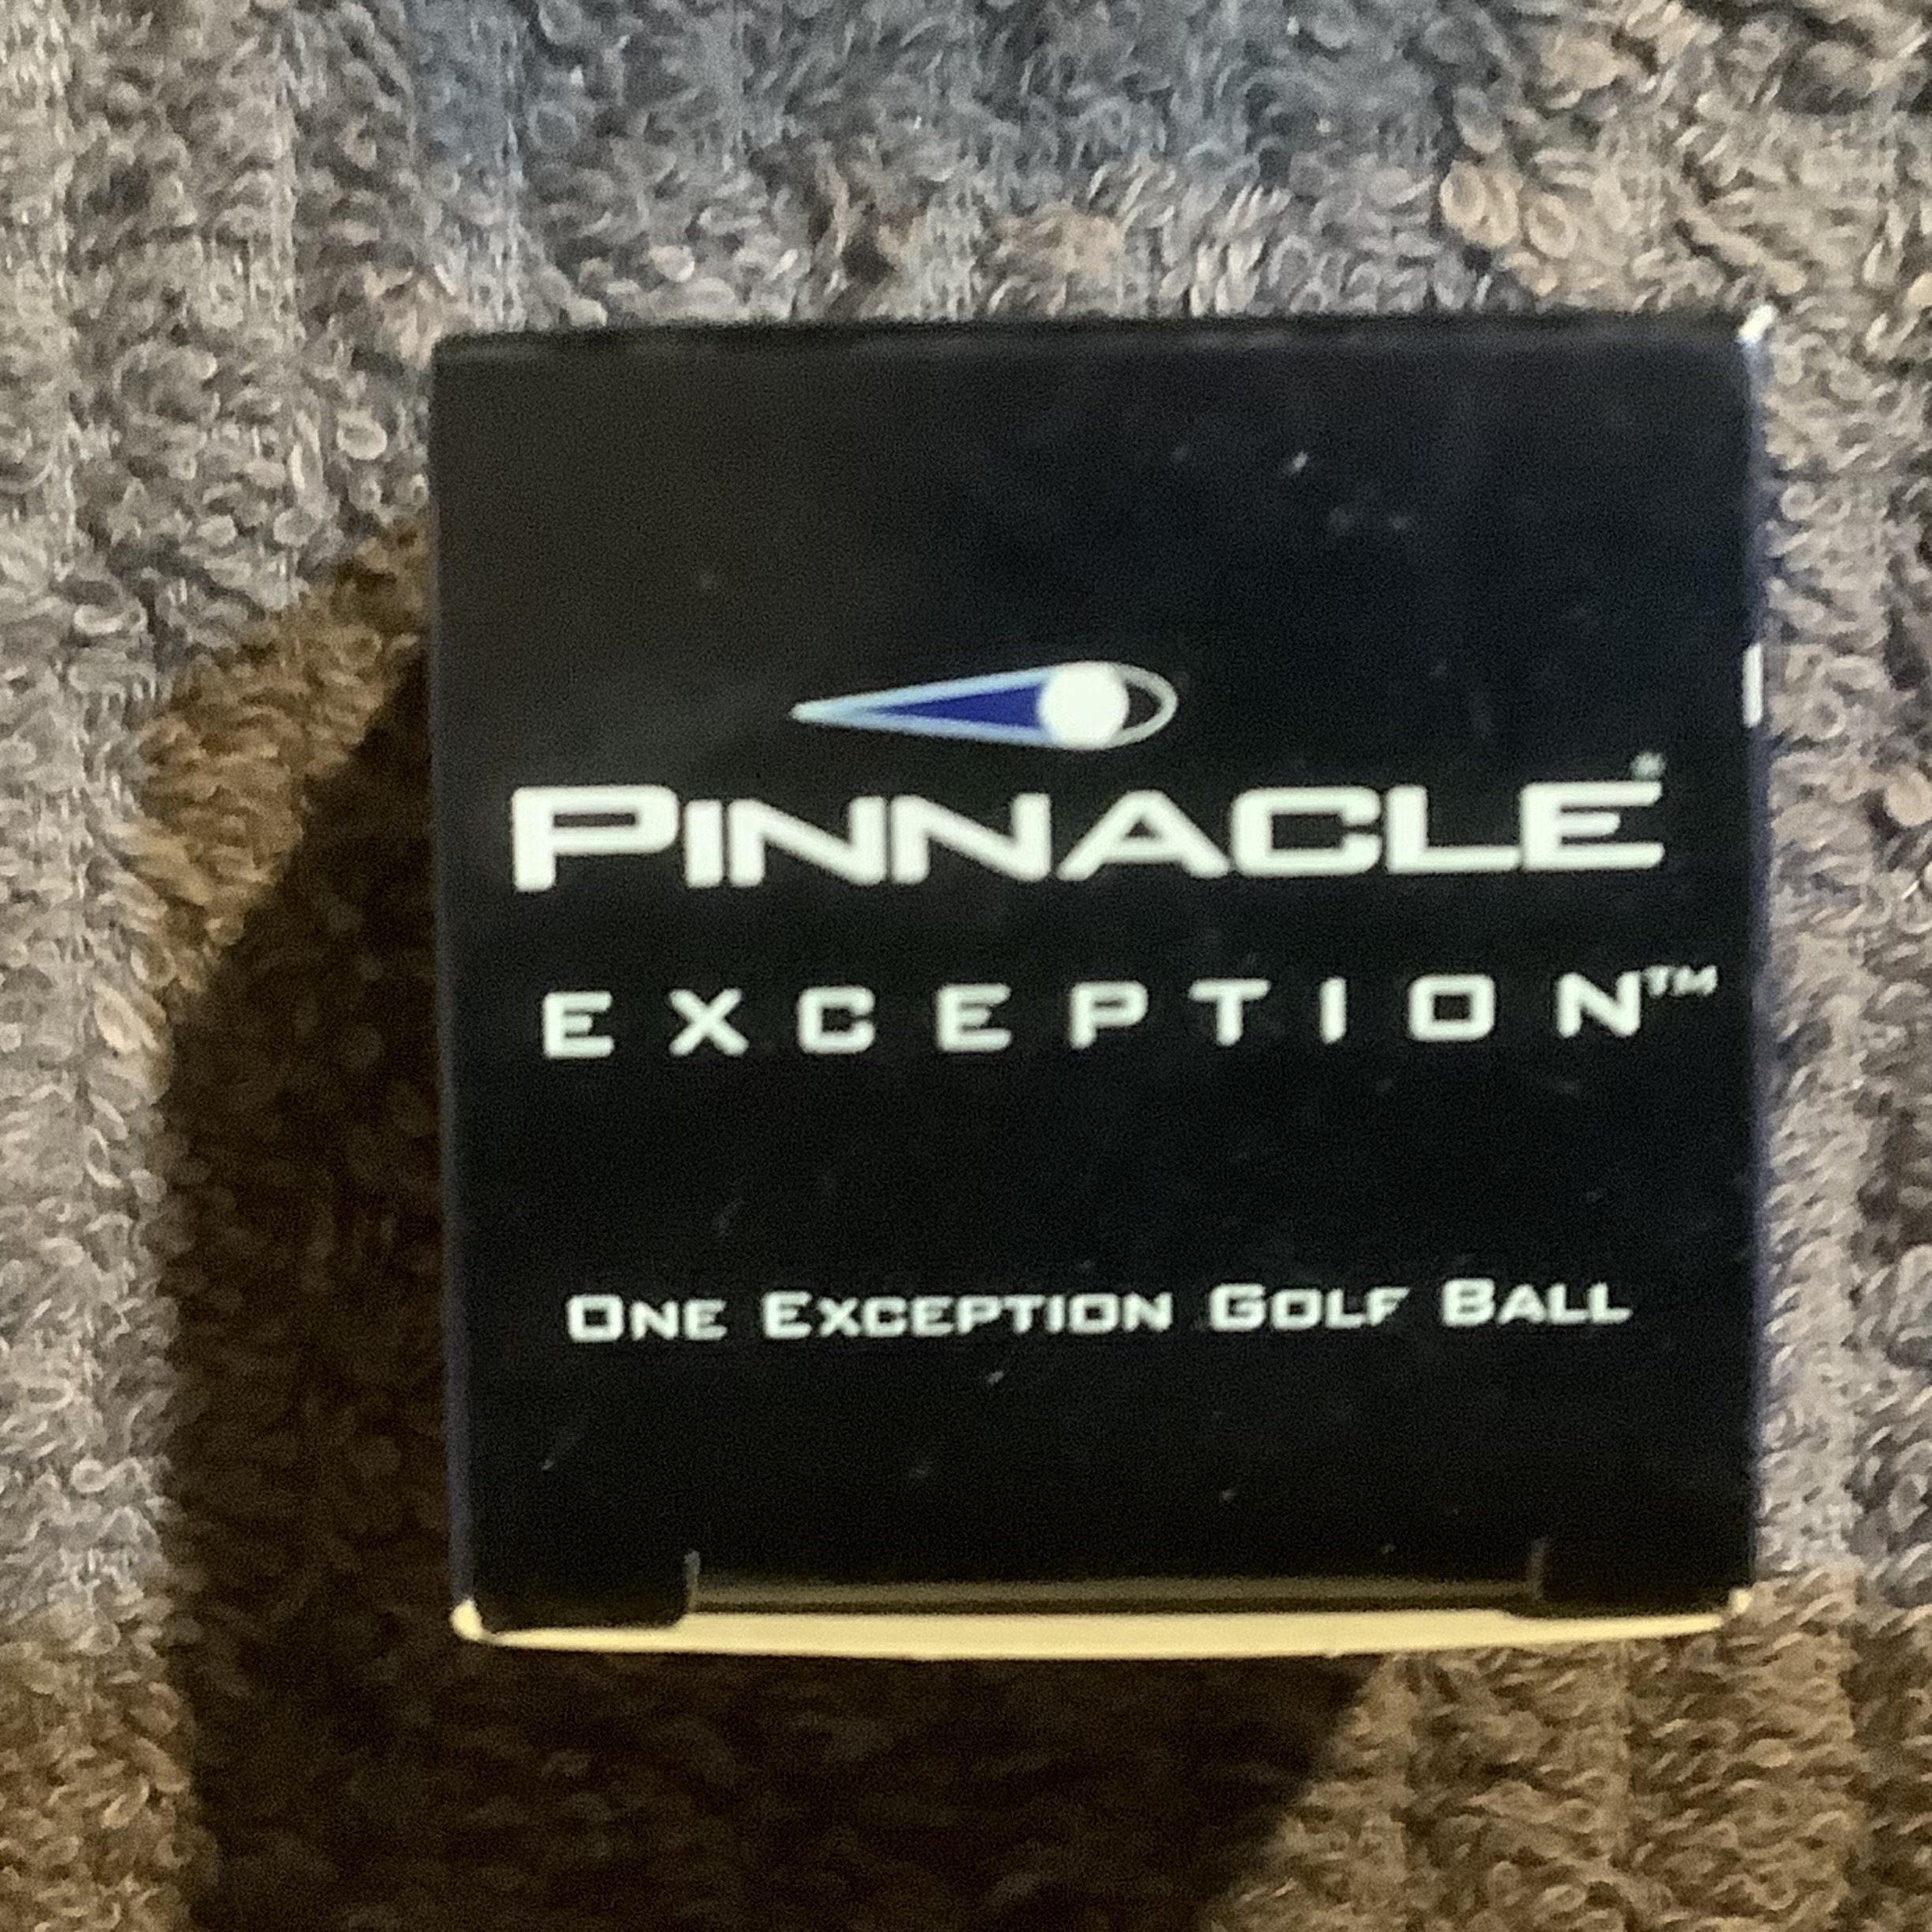 PINNACLE®
EXCEPTION™
ONE EXCEPTION GOLF BALL